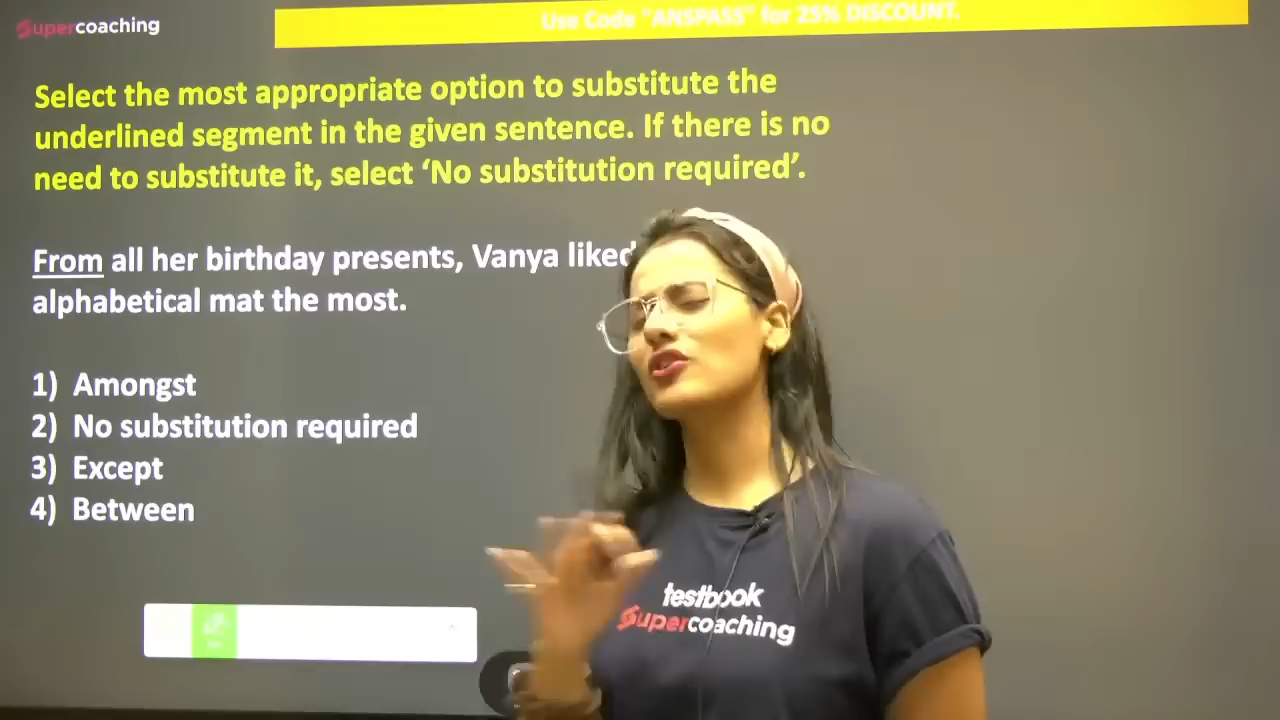 Supercoaching
Use Code "ANSPASS" for 25% DISCOUNT.
Select the most appropriate option to substitute the
underlined segment in the given sentence. If there is no
need to substitute it, select ‘No substitution required’.
From all her birthday presents, Vanya liked
alphabetical mat the most.
1) Amongst
2) No substitution required
3) Except
4) Between
testbook
Supercoaching